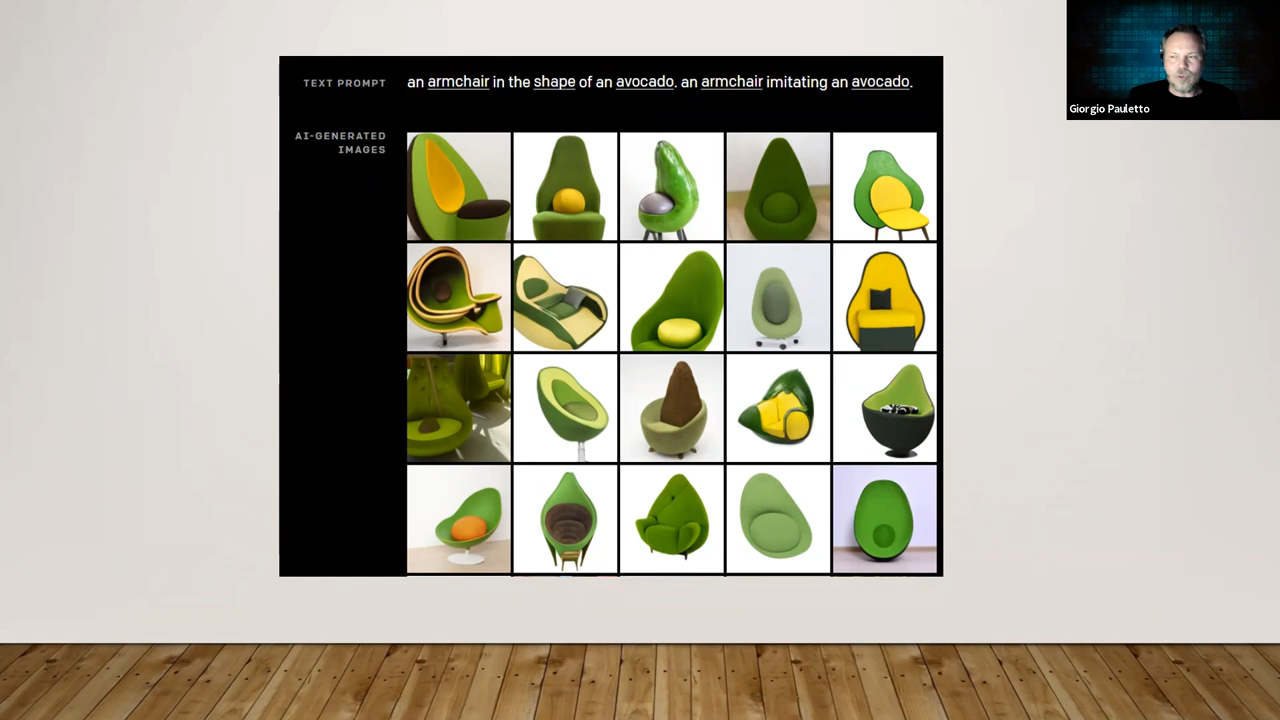 TEXT PROMPT
an armchair in the shape of an avocado. an armchair imitating an avocado.
AI-GENERATED
IMAGES
Giorgio Pauletto